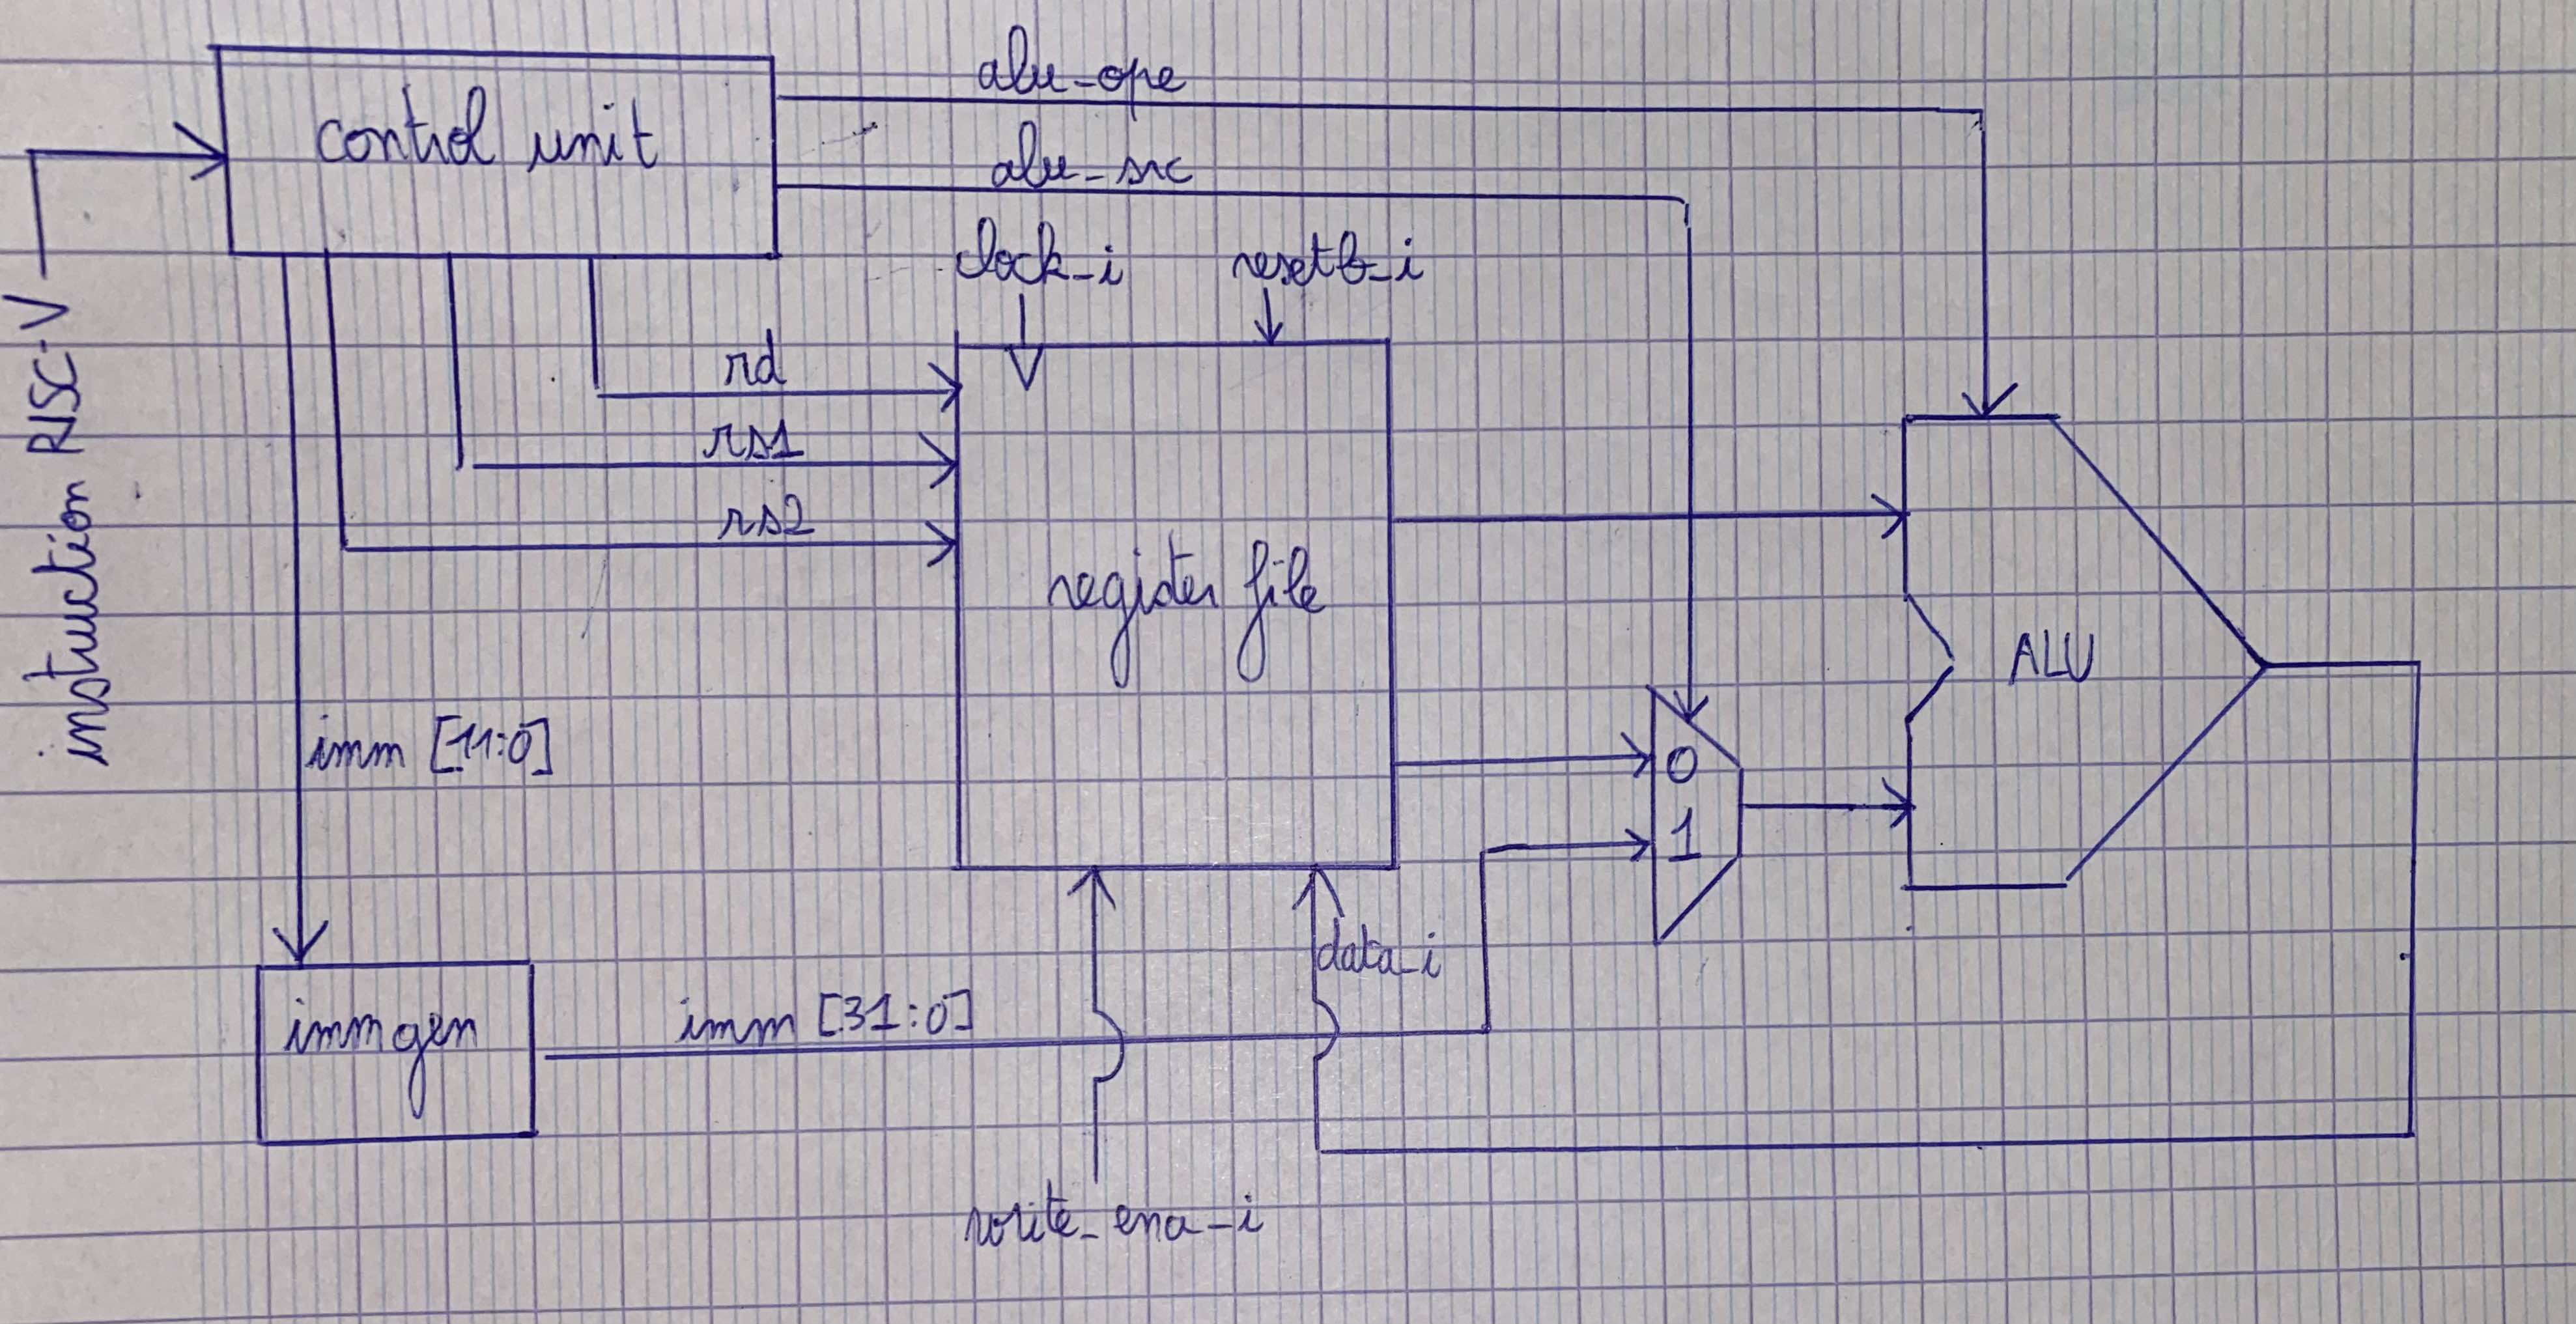 alu_ope
control unit
alu_src
clock_i
resetb_i
instruction RISC-V
rd
rs1
rs2
register file
ALU
imm [11:0]
0
1
data_i
immgen
imm [31:0]
write_ena_i